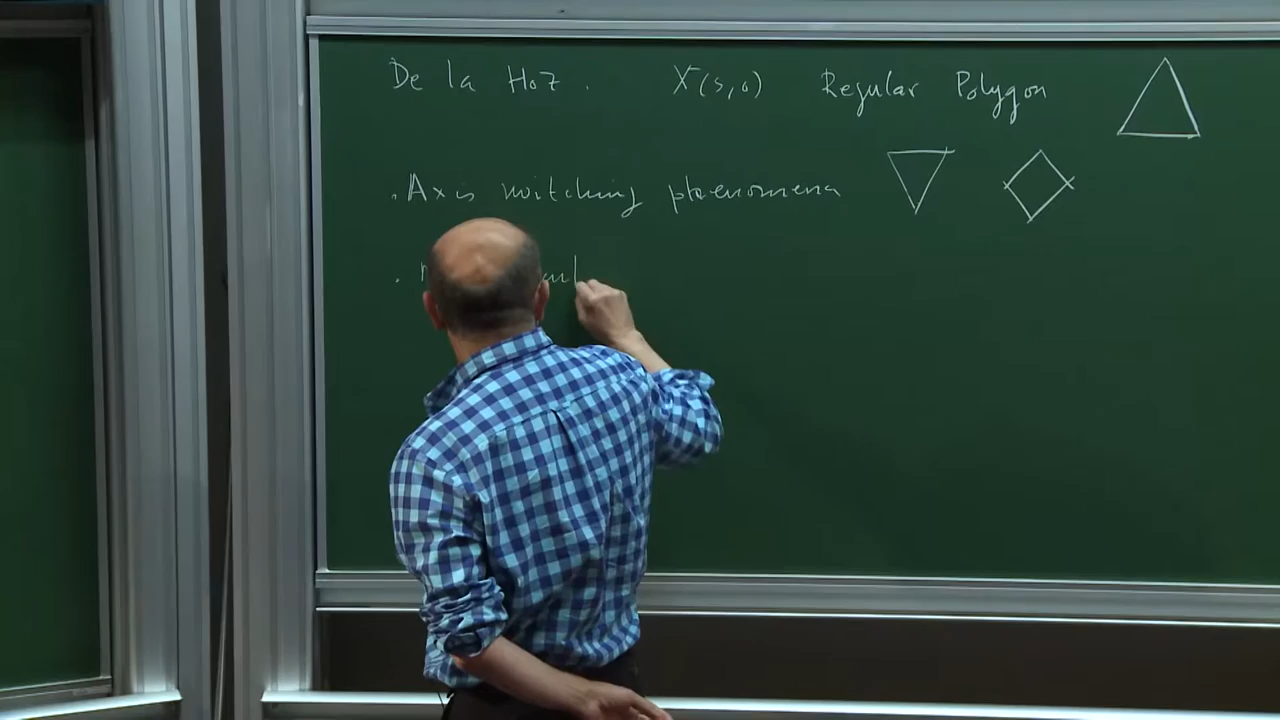 De la Hoz. X(s,0) Regular Polygon
. Axis switching phenomena
.